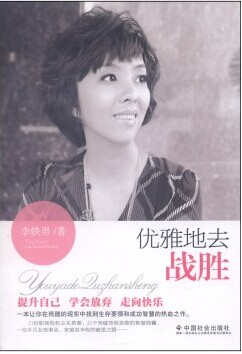 李铁男/著
优雅地去
战胜
Youyade Quzhansheng
提升自己 学会放弃 走向快乐
一本让你在残酷的现实中找到生存要领和成功智慧的热血之作。
中国社会出版社